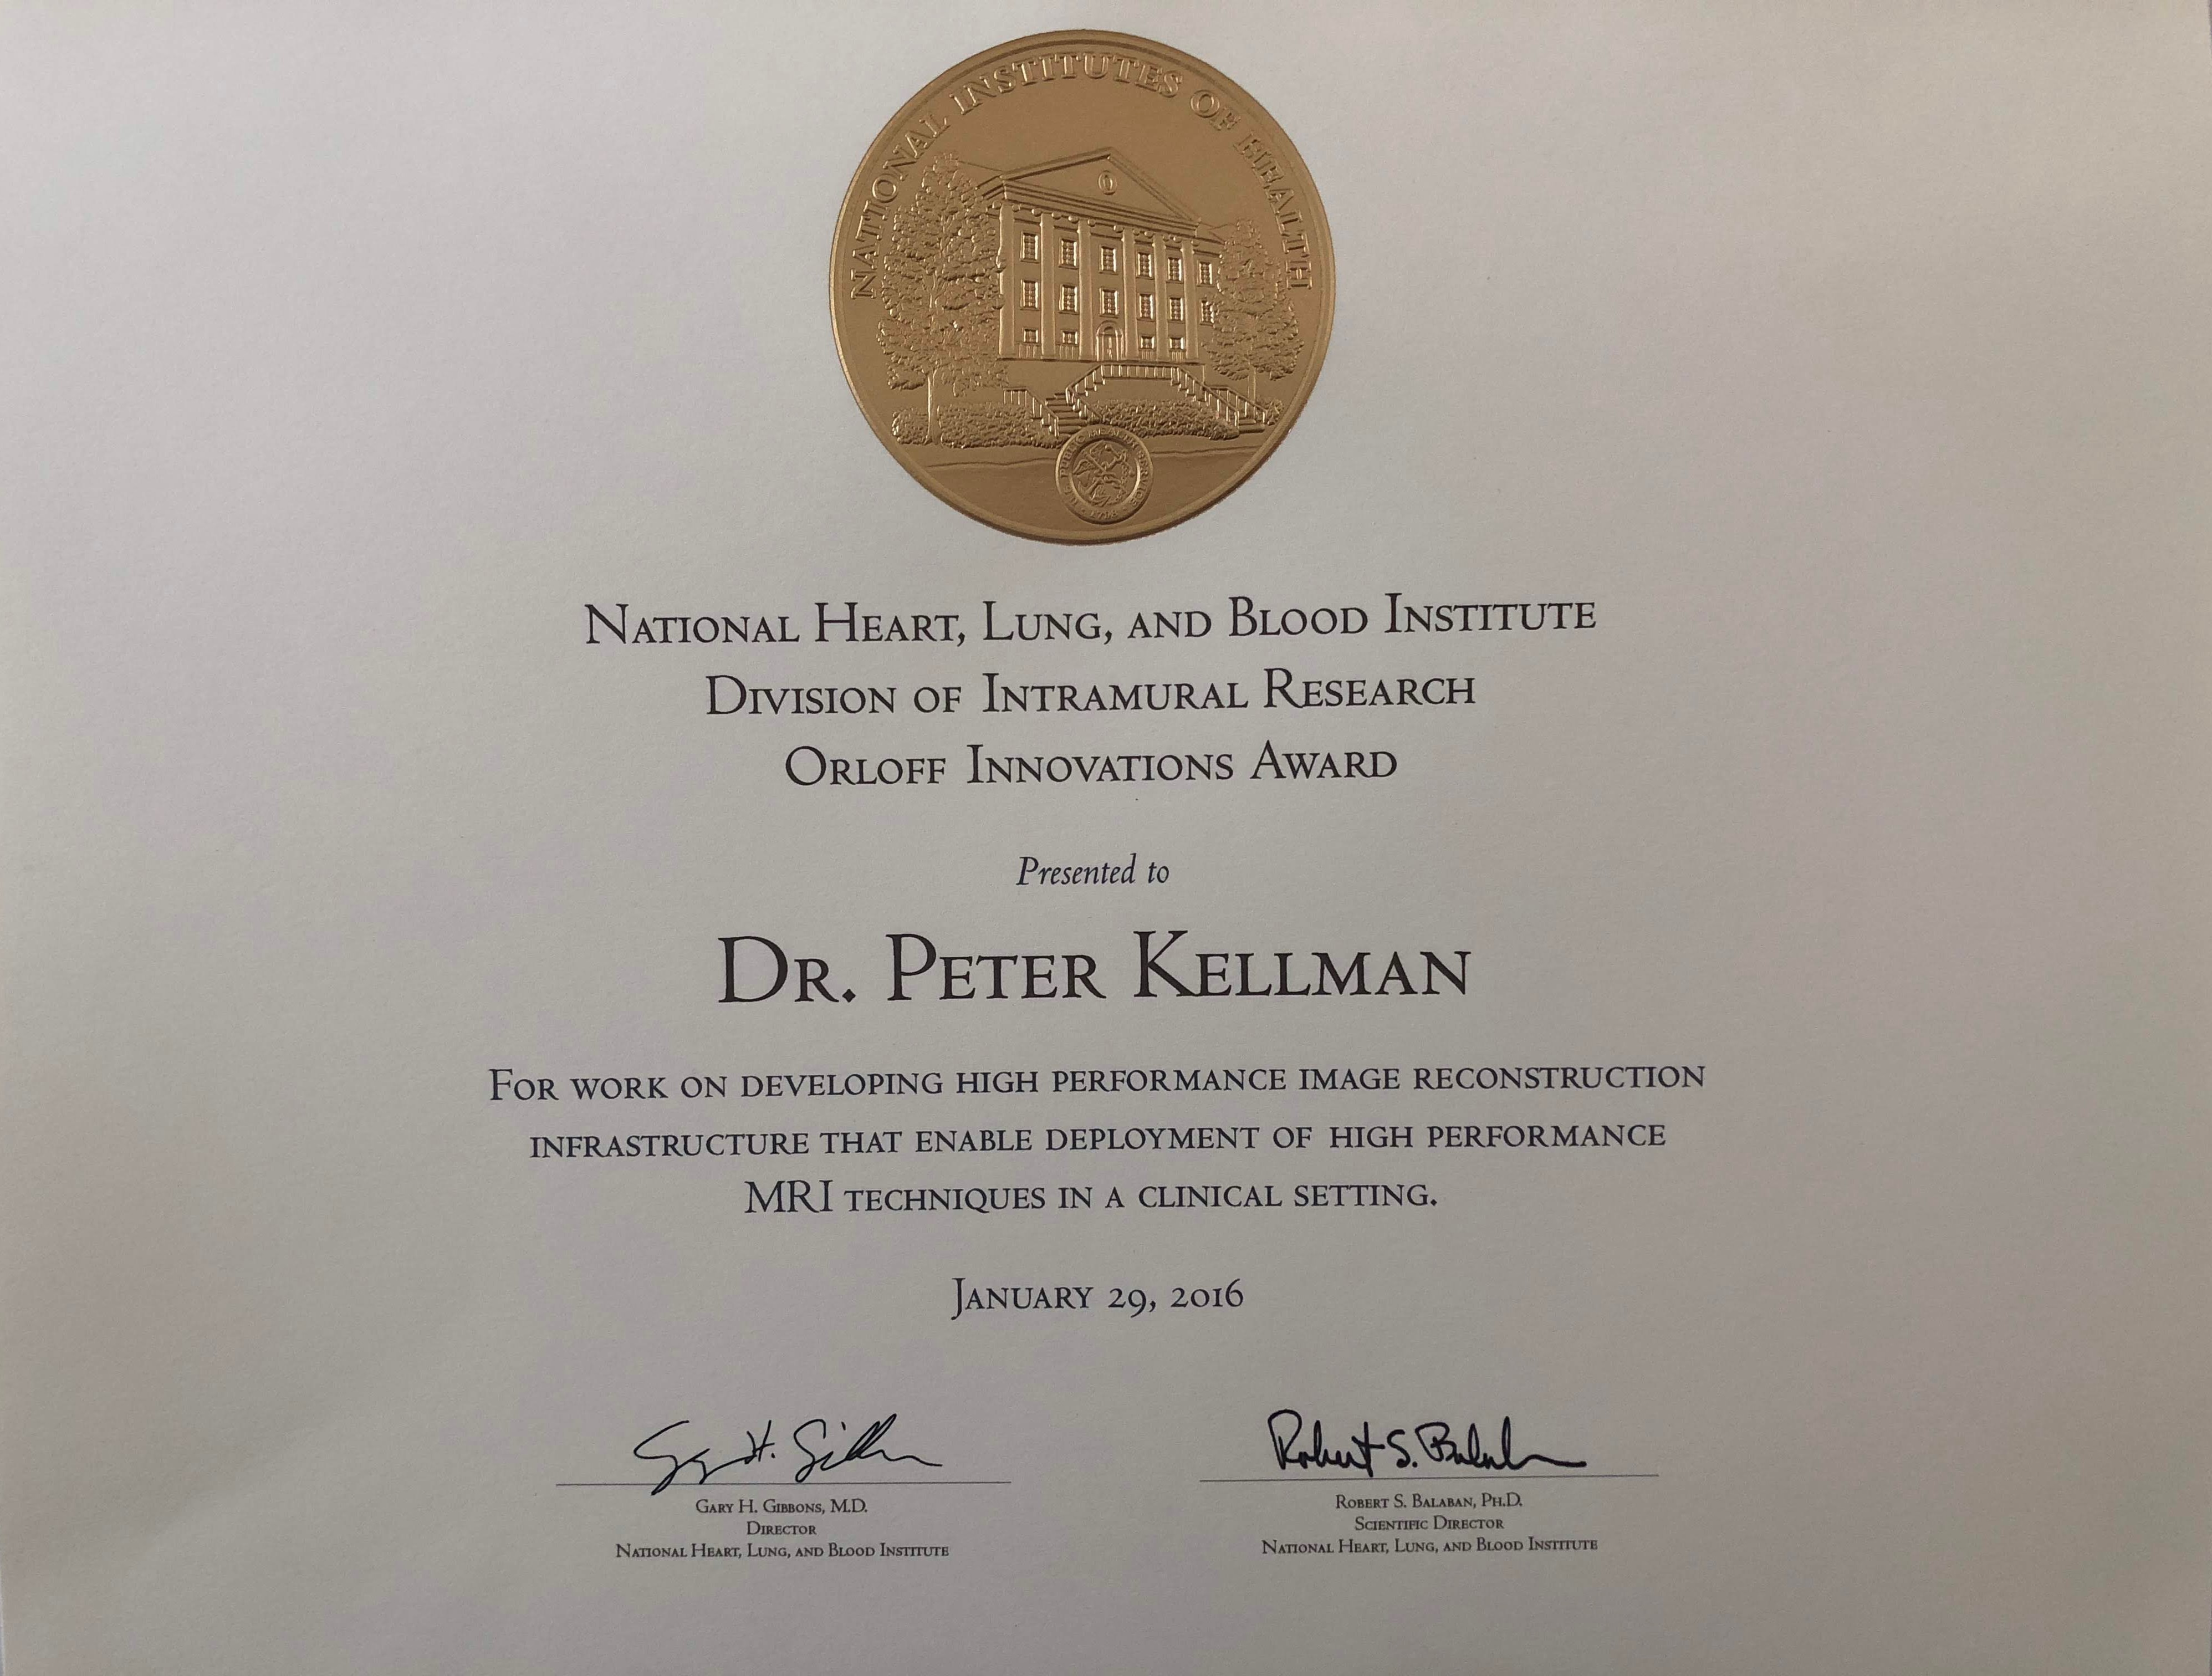 NATIONAL INSTITUTES OF HEALTH
NATIONAL HEART, LUNG, AND BLOOD INSTITUTE
DIVISION OF INTRAMURAL RESEARCH
ORLOFF INNOVATIONS AWARD
Presented to
DR. PETER KELLMAN
FOR WORK ON DEVELOPING HIGH PERFORMANCE IMAGE RECONSTRUCTION
INFRASTRUCTURE THAT ENABLE DEPLOYMENT OF HIGH PERFORMANCE
MRI TECHNIQUES IN A CLINICAL SETTING.
JANUARY 29, 2016
Robert S. Balaban
GARY H. GIBBONS, M.D.
DIRECTOR
NATIONAL HEART, LUNG, AND BLOOD INSTITUTE
ROBERT S. BALABAN, PH.D.
SCIENTIFIC DIRECTOR
NATIONAL HEART, LUNG, AND BLOOD INSTITUTE